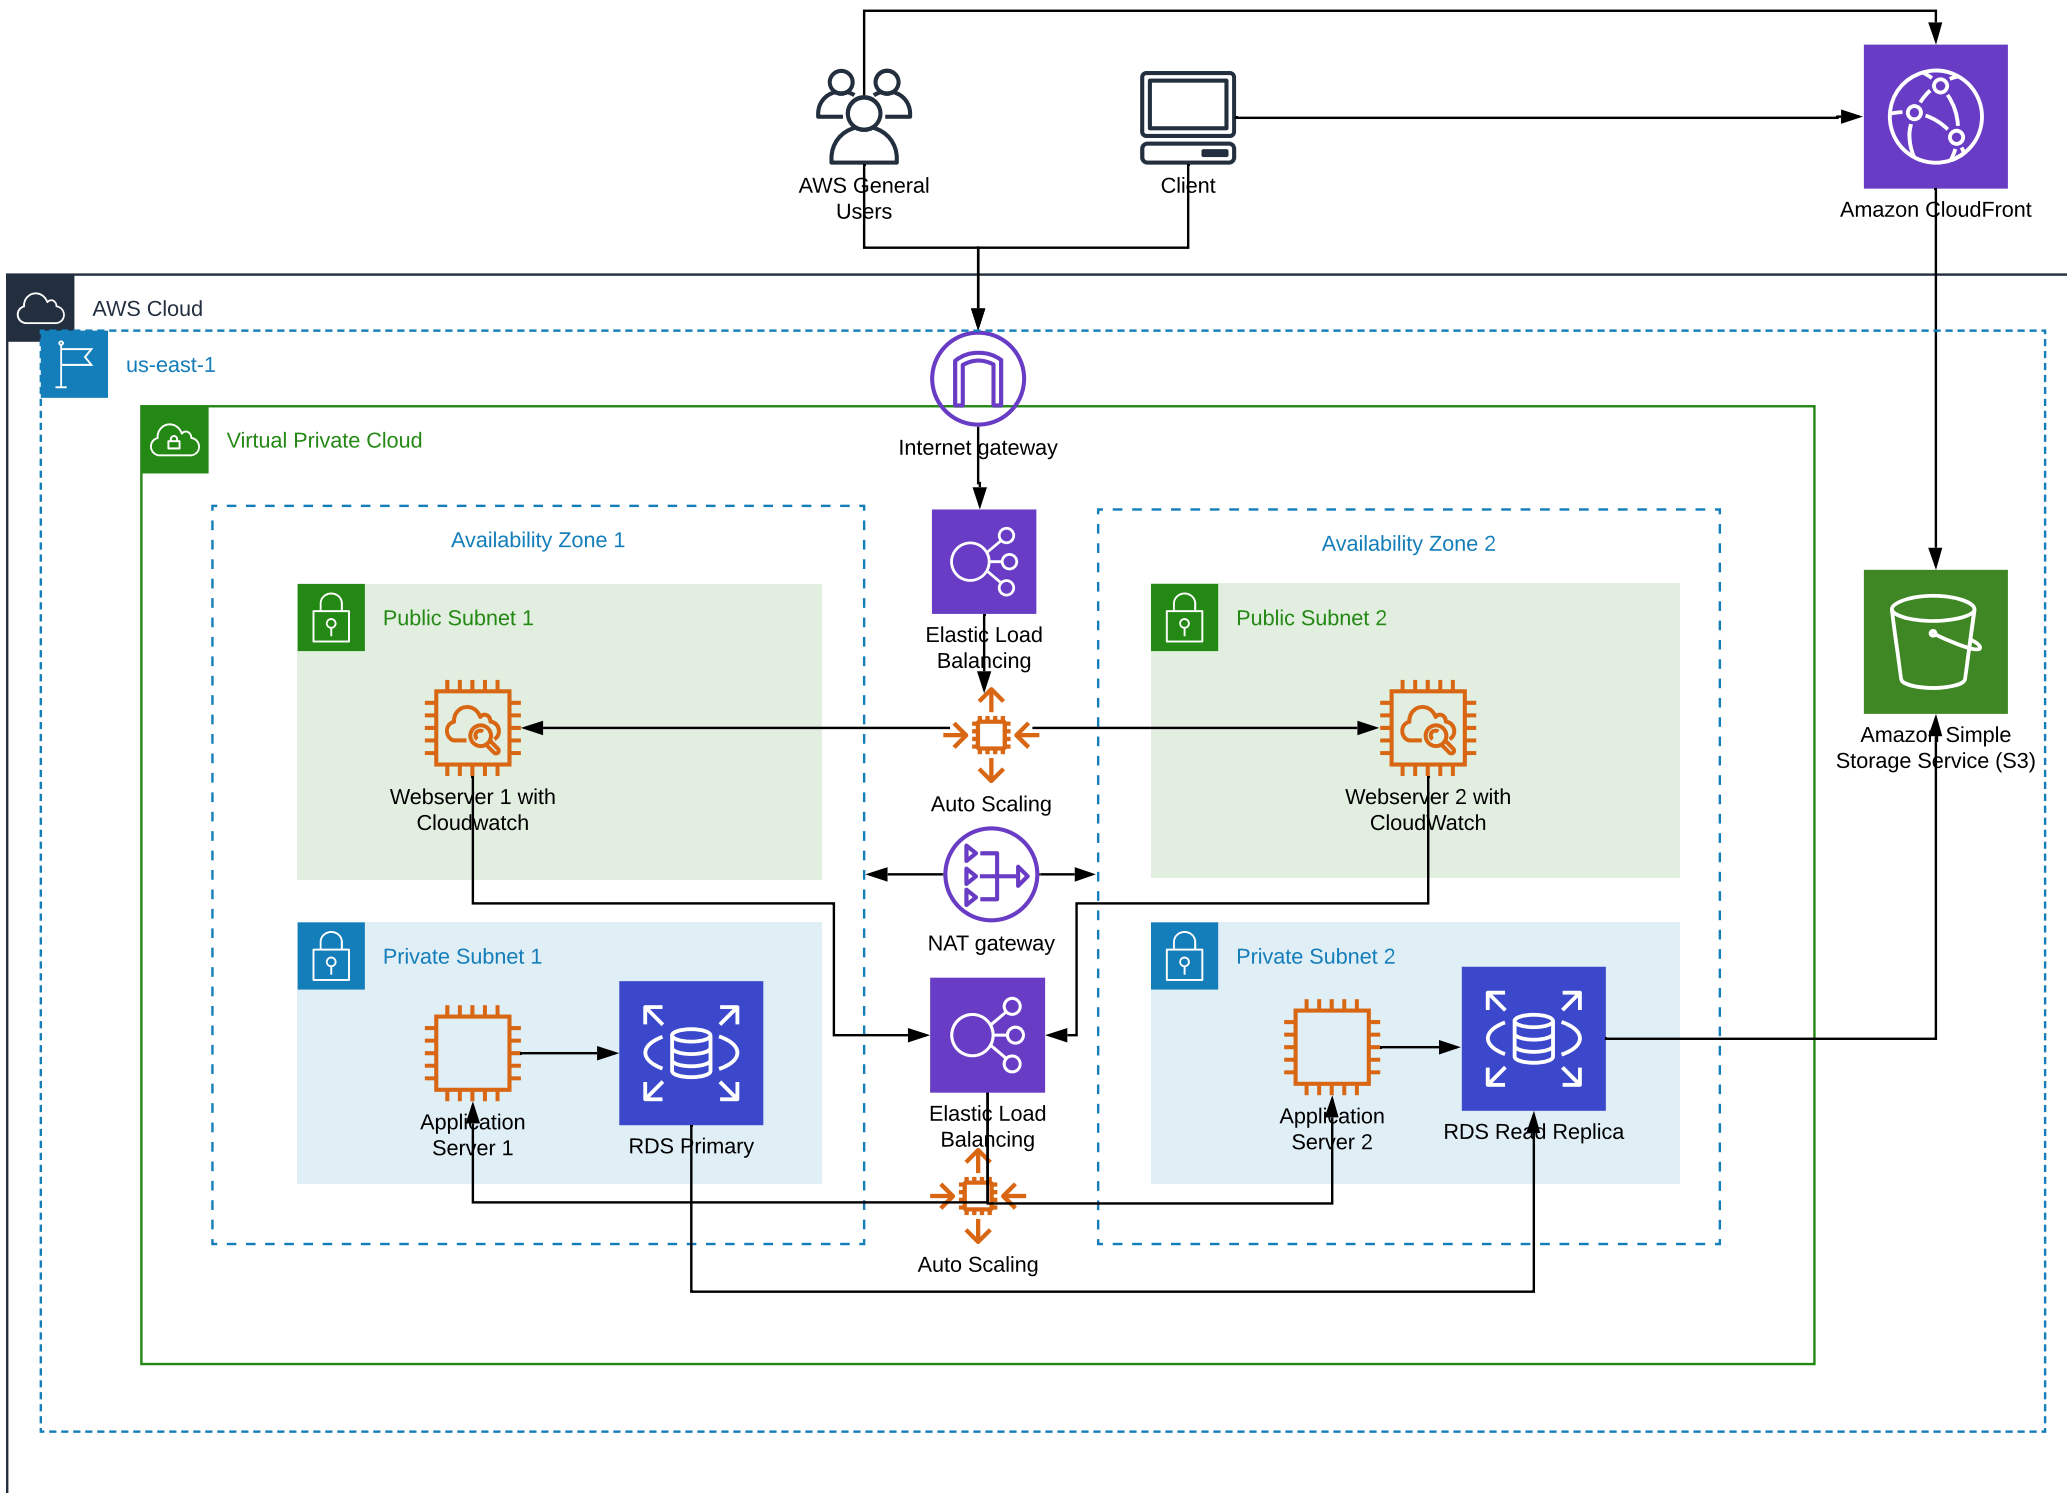 AWS General
Users
Client
Amazon CloudFront
AWS Cloud
us-east-1
Virtual Private Cloud
Internet gateway
Availability Zone 1
Availability Zone 2
Public Subnet 1
Elastic Load
Balancing
Public Subnet 2
Amazon Simple
Storage Service (S3)
Webserver 1 with
Cloudwatch
Auto Scaling
Webserver 2 with
CloudWatch
NAT gateway
Private Subnet 1
Private Subnet 2
Application
Server 1
RDS Primary
Elastic Load
Balancing
Application
Server 2
RDS Read Replica
Auto Scaling